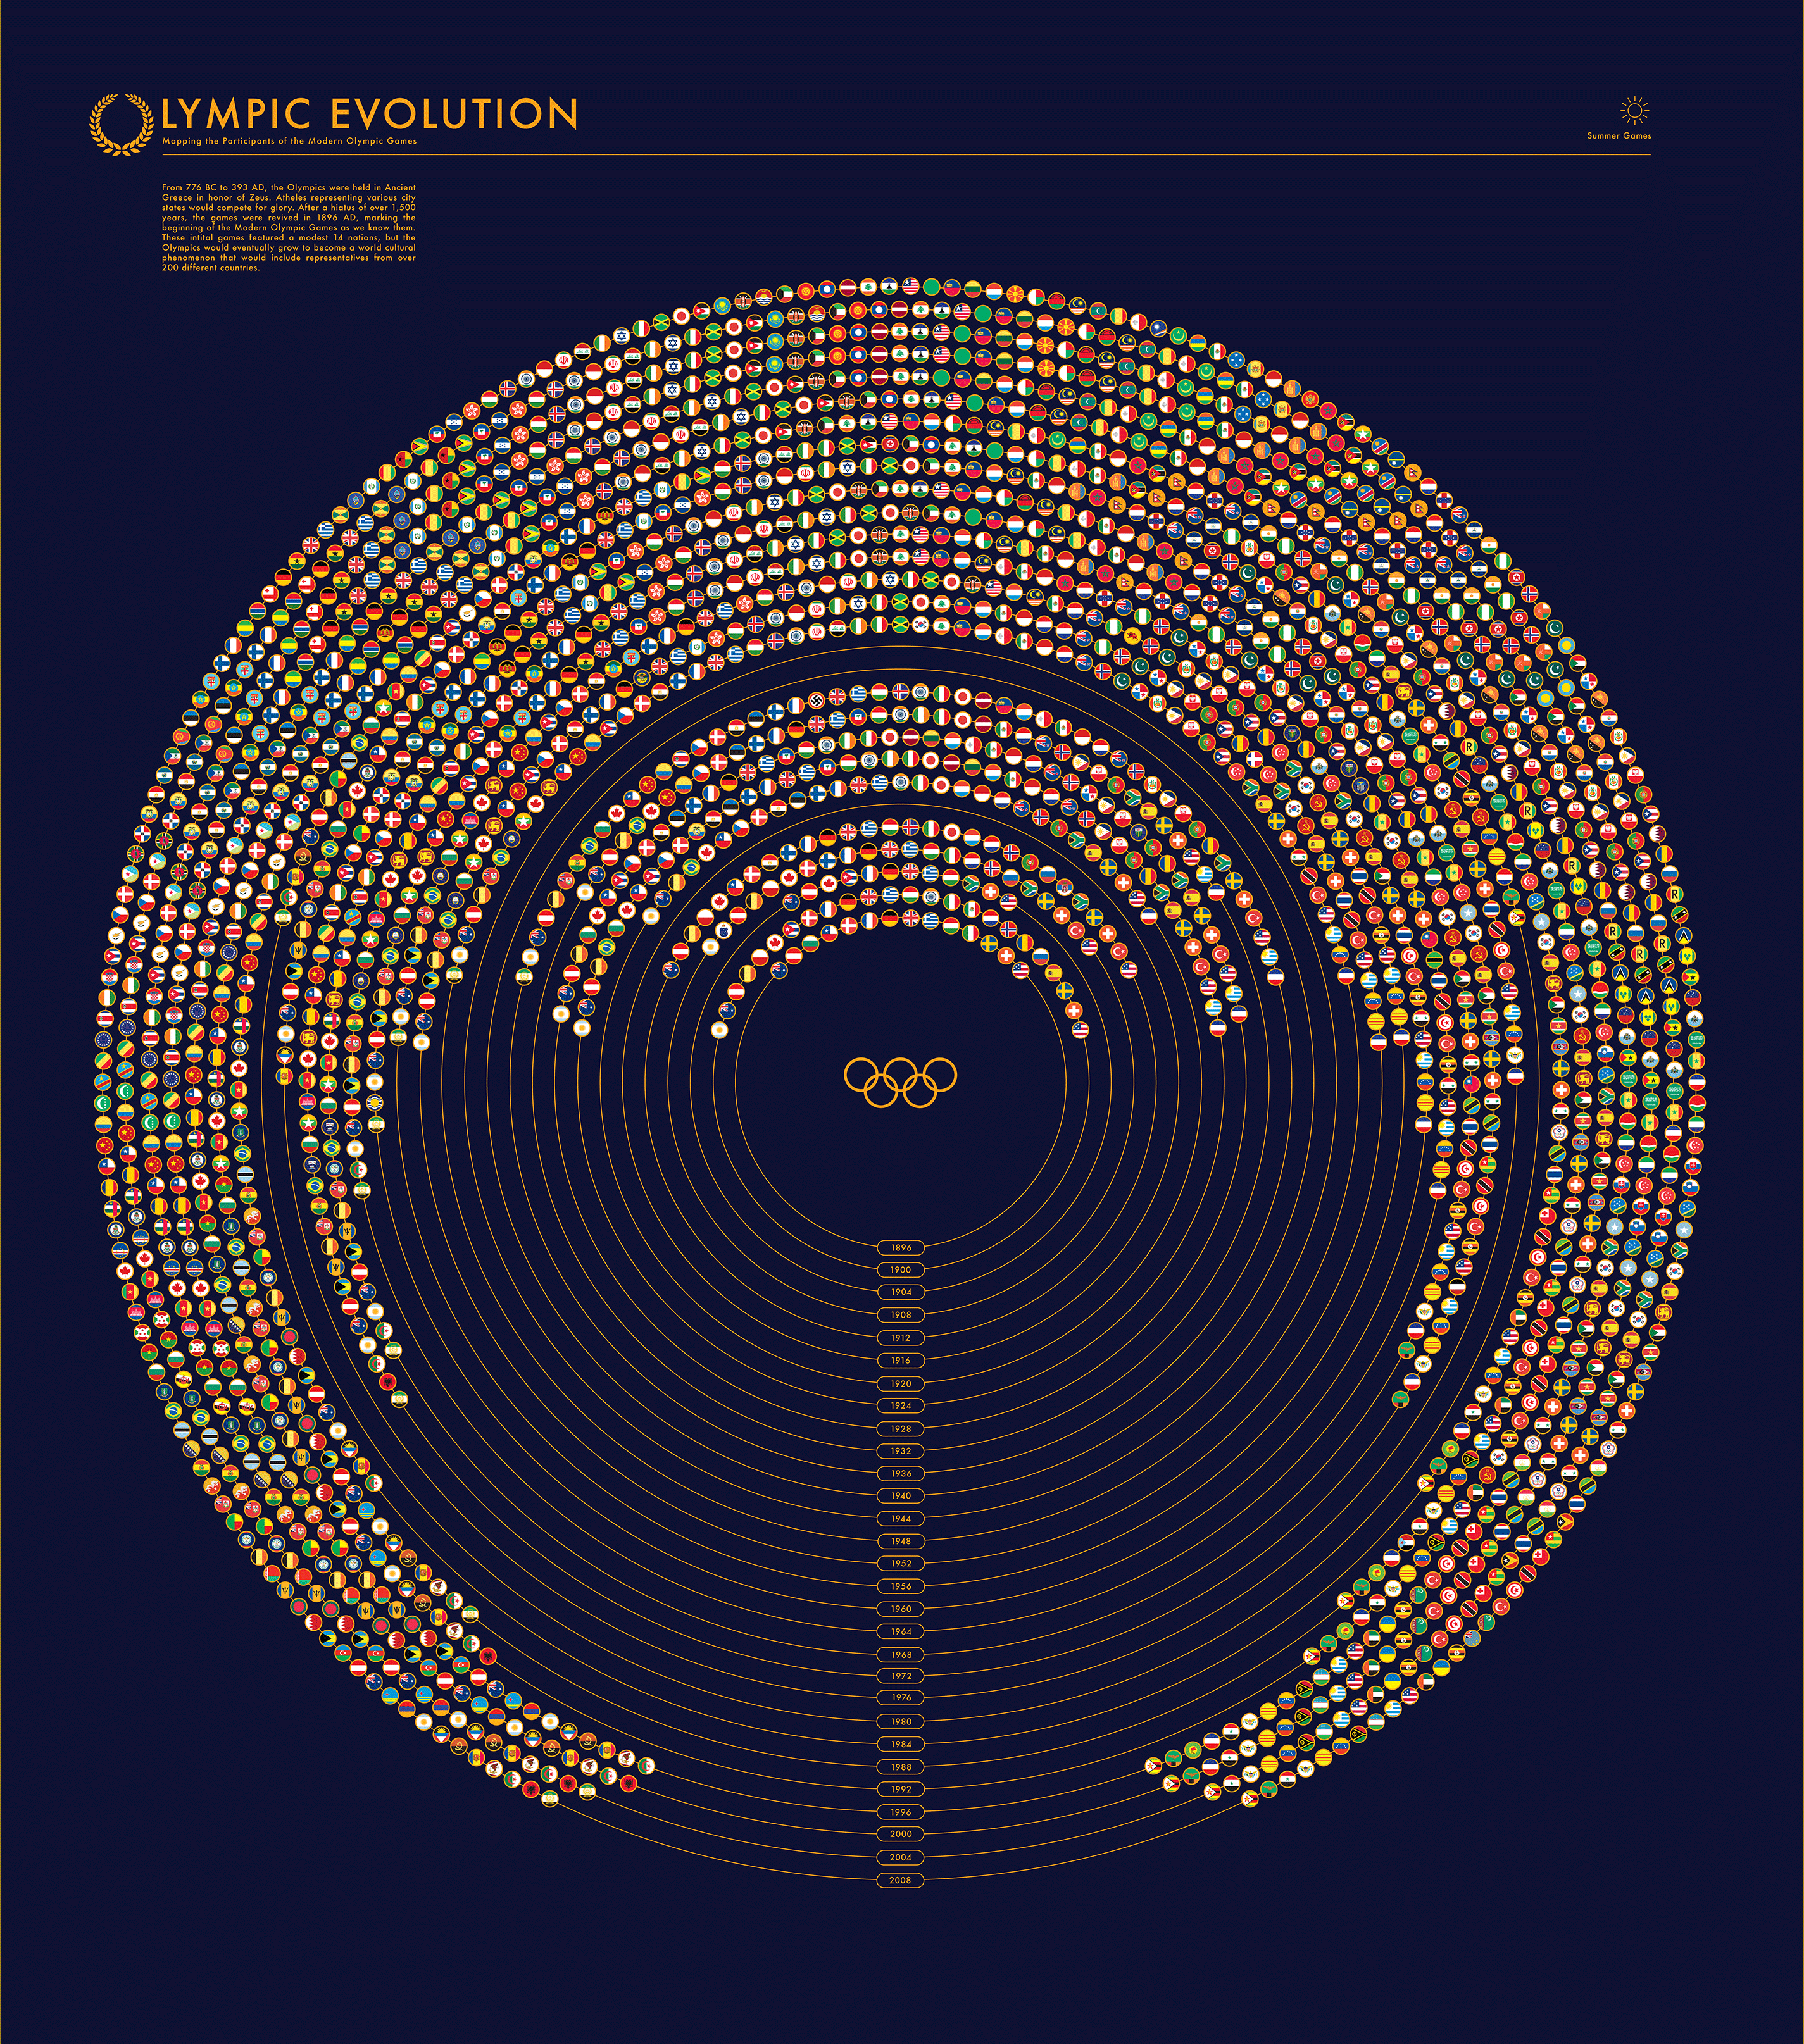 LYMPIC EVOLUTION
Mapping the Participants of the Modern Olympic Games
Summer Games
From 776 BC to 393 AD, the Olympics were held in Ancient
Greece in honor of Zeus. Atheles representing various city
states would compete for glory. After a hiatus of over 1,500
years, the games were revived in 1896 AD, marking the
beginning of the Modern Olympic Games as we know them.
These intital games featured a modest 14 nations, but the
Olympics would eventually grow to become a world cultural
phenomenon that would include representatives from over
200 different countries.
R
R
R
R
R
R
R
1896
1900
1904
1908
1912
1916
1920
1924
1928
1932
1936
1940
1944
1948
1952
1956
1960
1964
1968
1972
1976
1980
1984
1988
1992
1996
2000
2004
2008